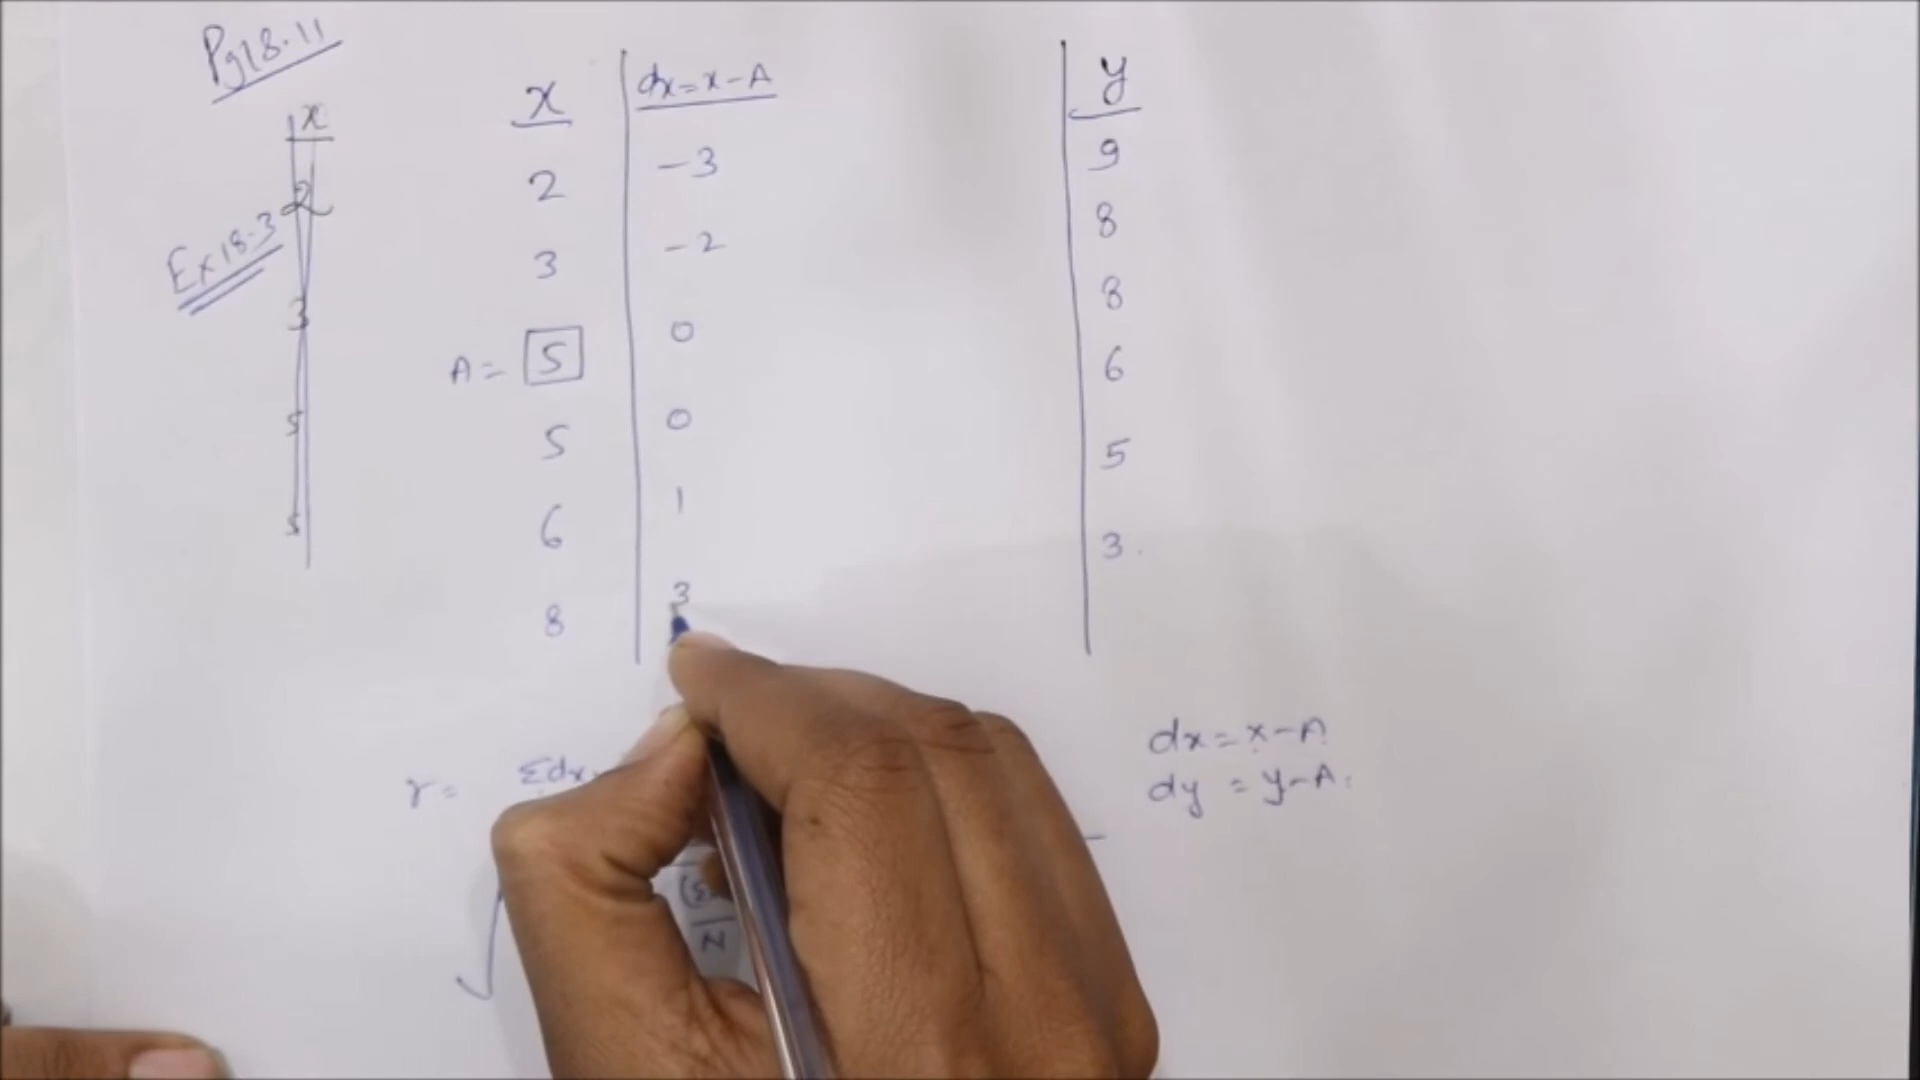 Pg 18.11
x
2
3
5
5
Ex 18.3
x
2
3
A = 5
5
6
8
dx = x - A
-3
-2
0
0
1
3
y
9
8
8
6
5
3.
r = Σdx
(Σ
N
dx = x - A
dy = y - A